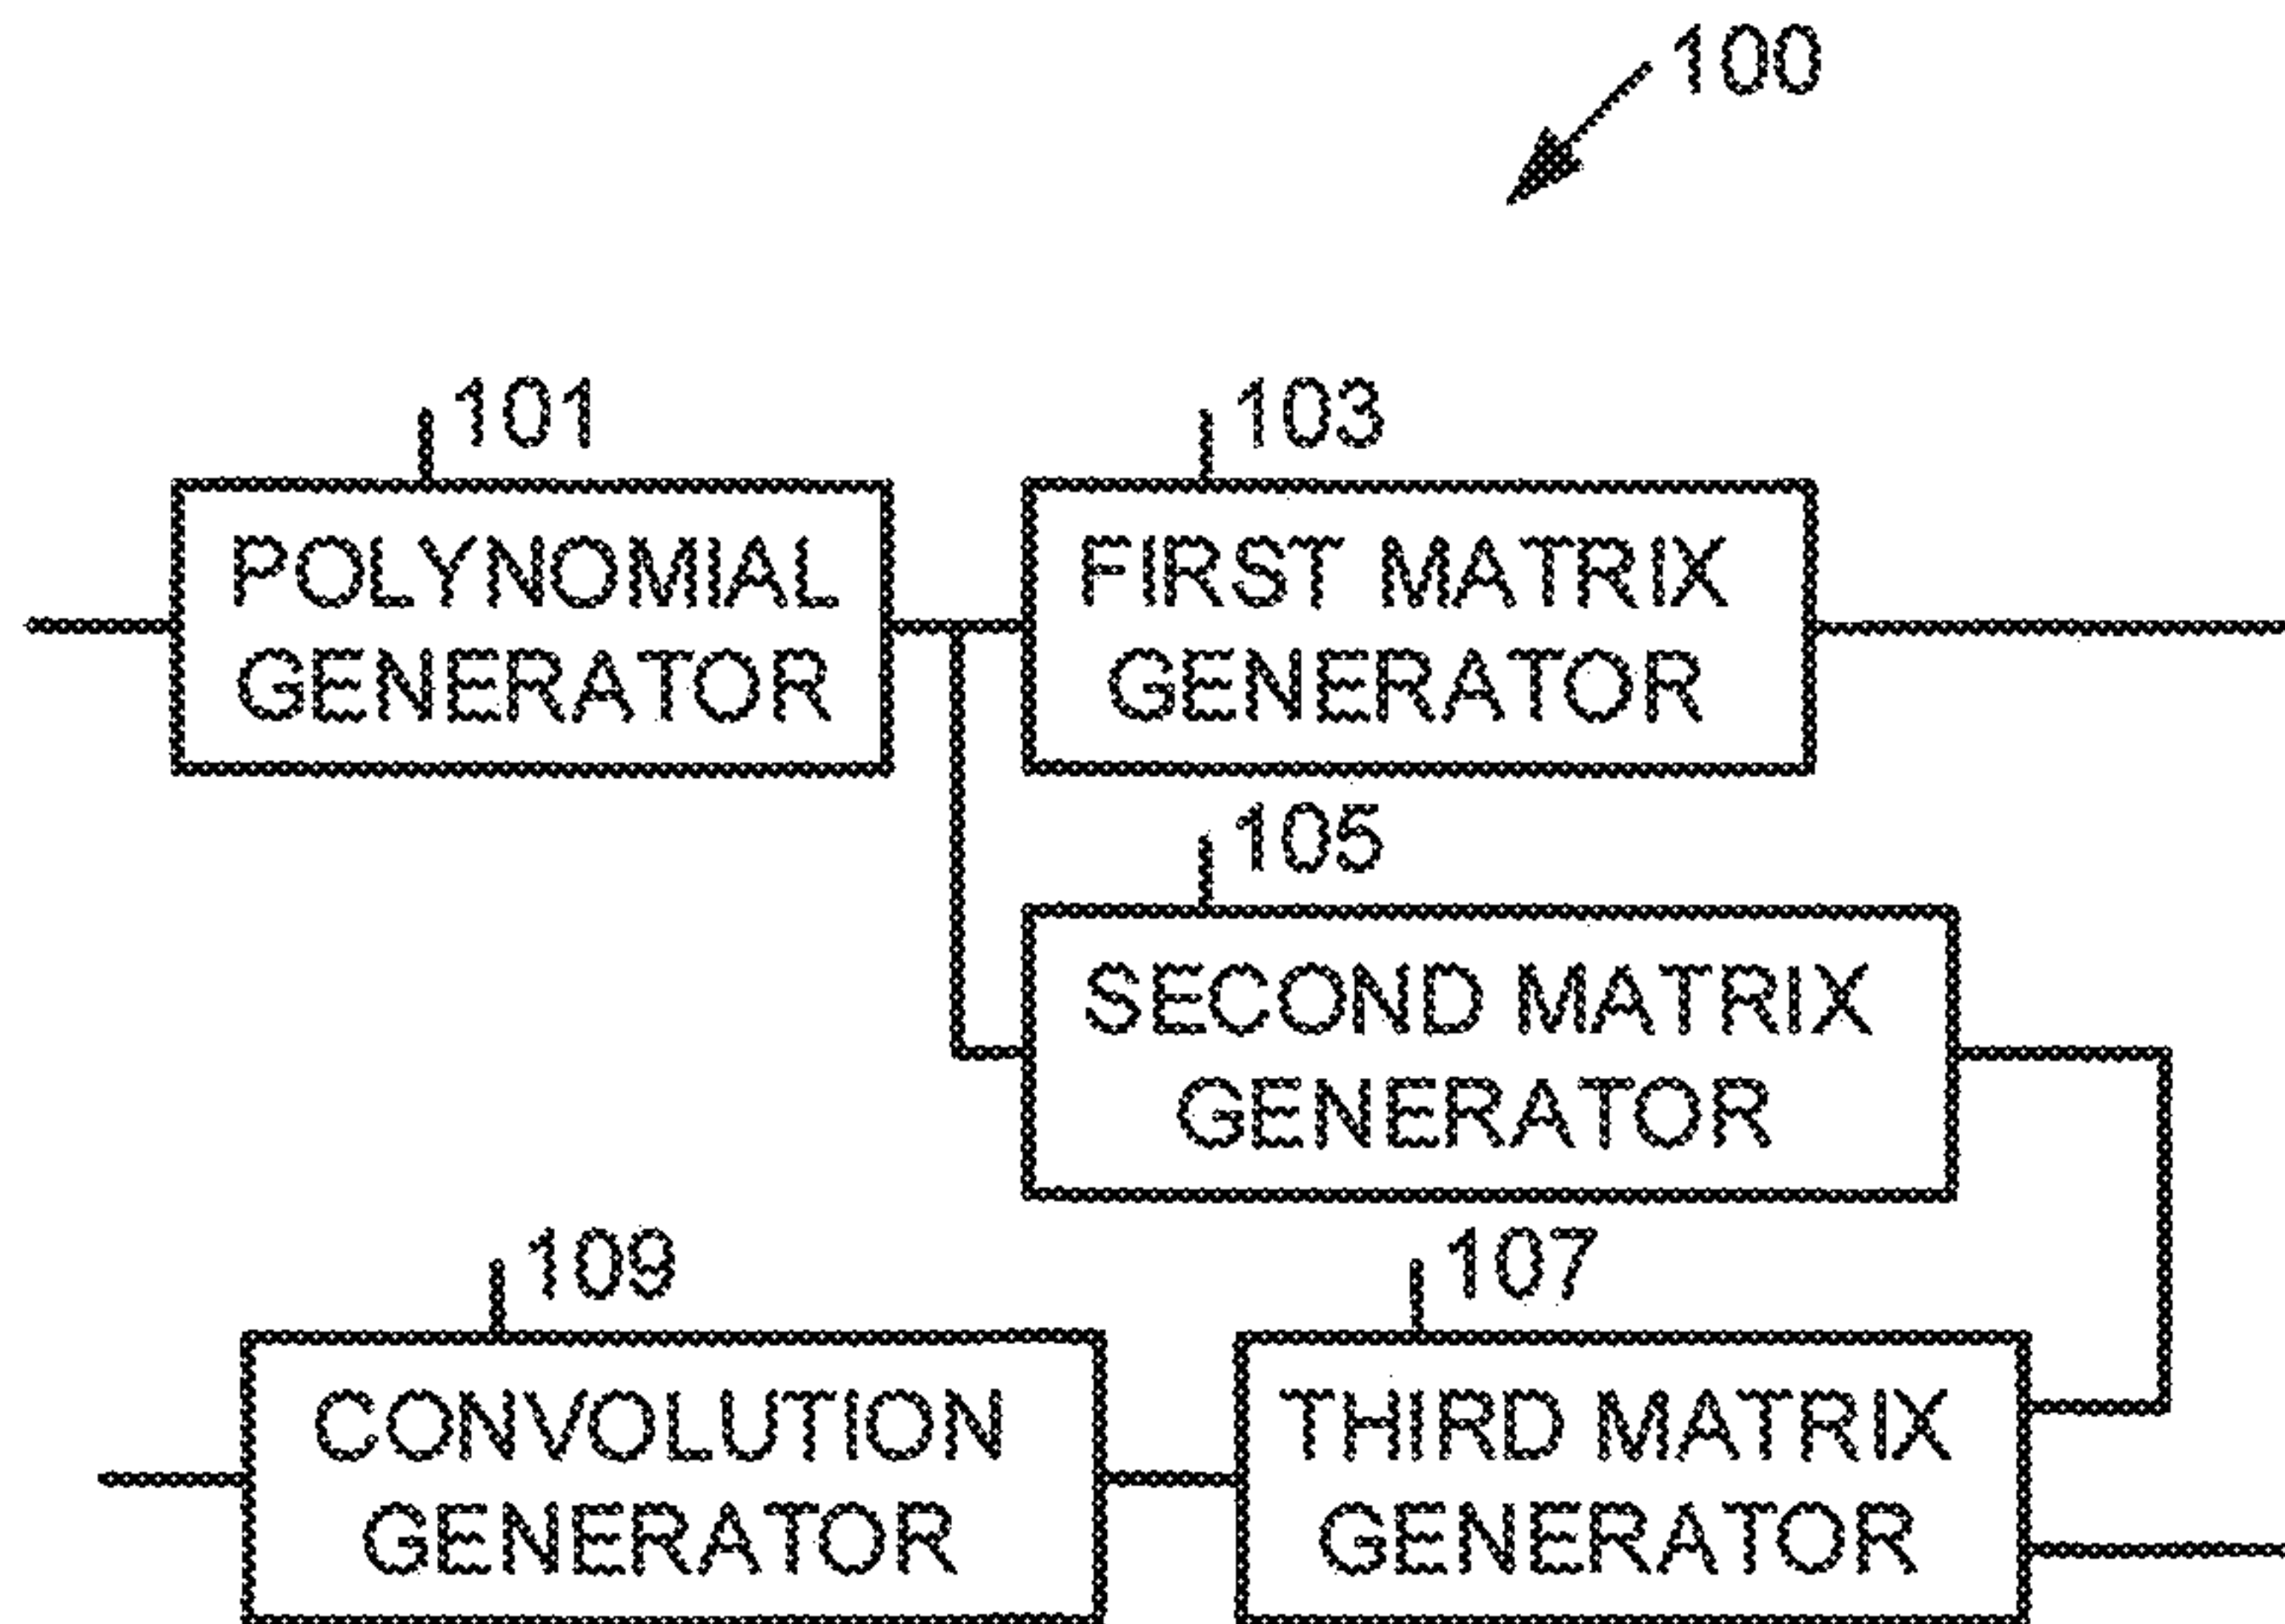 100
101
POLYNOMIAL
GENERATOR
103
FIRST MATRIX
GENERATOR
105
SECOND MATRIX
GENERATOR
109
CONVOLUTION
GENERATOR
107
THIRD MATRIX
GENERATOR